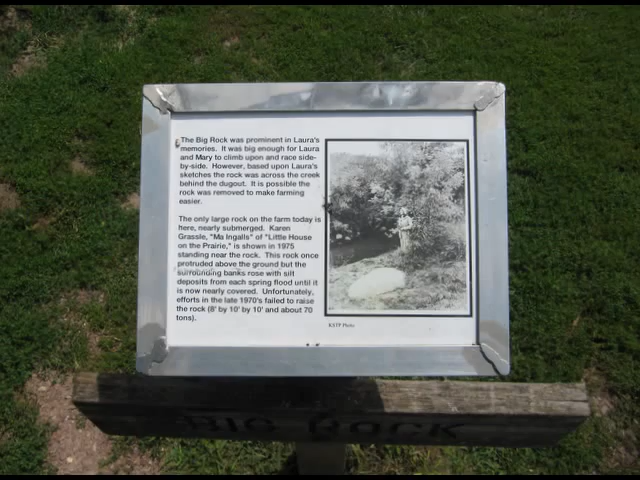 The Big Rock was prominent in Laura's
memories. It was big enough for Laura
and Mary to climb upon and race side-
by-side. However, based upon Laura's
sketches the rock was across the creek
behind the dugout. It is possible the
rock was removed to make farming
easier.
The only large rock on the farm today is
here, nearly submerged. Karen
Grassle, "Ma Ingalls" of "Little House
on the Prairie," is shown in 1975
standing near the rock. This rock once
protruded above the ground but the
surrounding banks rose with silt
deposits from each spring flood until it
is now nearly covered. Unfortunately,
efforts in the late 1970's failed to raise
the rock (8' by 10' by 10' and about 70
tons).
KSTP Photo
BIG ROCK